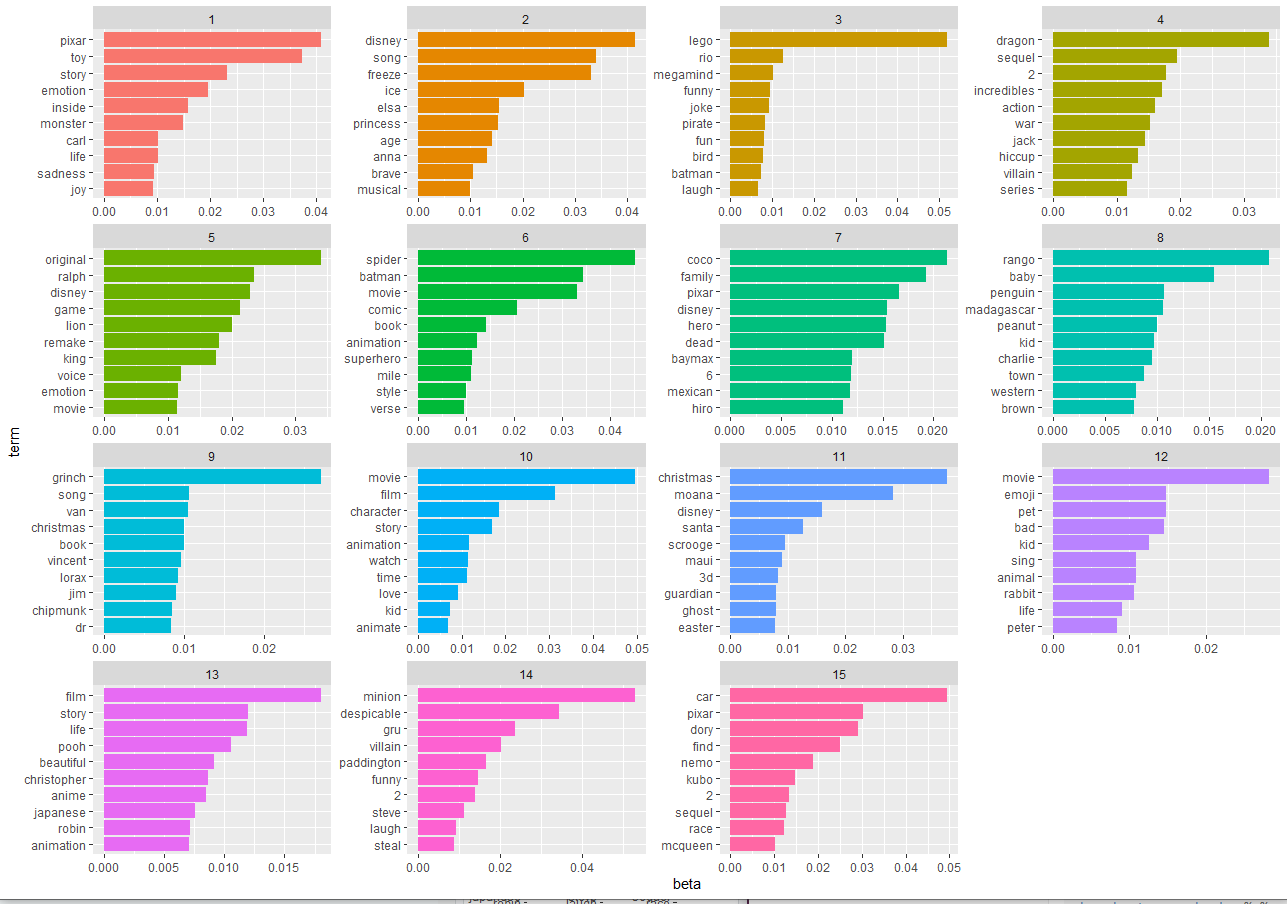 1
pixar
toy
story
emotion
inside
monster
carl
life
sadness
joy
0.00 0.01 0.02 0.03 0.04
2
disney
song
freeze
ice
elsa
princess
age
anna
brave
musical
0.00 0.01 0.02 0.03 0.04
3
lego
rio
megamind
funny
joke
pirate
fun
bird
batman
laugh
0.00 0.01 0.02 0.03 0.04 0.05
4
dragon
sequel
2
incredibles
action
war
jack
hiccup
villain
series
0.00 0.01 0.02 0.03
5
original
ralph
disney
game
lion
remake
king
voice
emotion
movie
0.00 0.01 0.02 0.03
6
spider
batman
movie
comic
book
animation
superhero
mile
style
verse
0.00 0.01 0.02 0.03 0.04
7
coco
family
pixar
disney
hero
dead
baymax
6
mexican
hiro
0.000 0.005 0.010 0.015 0.020
8
rango
baby
penguin
madagascar
peanut
kid
charlie
town
western
brown
0.000 0.005 0.010 0.015 0.020
term
9
grinch
song
van
christmas
book
vincent
lorax
jim
chipmunk
dr
0.00 0.01 0.02
10
movie
film
character
story
animation
watch
time
love
kid
animate
0.00 0.01 0.02 0.03 0.04 0.05
11
christmas
moana
disney
santa
scrooge
maui
3d
guardian
ghost
easter
0.00 0.01 0.02 0.03
12
movie
emoji
pet
bad
kid
sing
animal
rabbit
life
peter
0.00 0.01 0.02
13
film
story
life
pooh
beautiful
christopher
anime
japanese
robin
animation
0.000 0.005 0.010 0.015
14
minion
despicable
gru
villain
paddington
funny
2
steve
laugh
steal
0.00 0.02 0.04
15
car
pixar
dory
find
nemo
kubo
2
sequel
race
mcqueen
0.00 0.01 0.02 0.03 0.04 0.05
beta